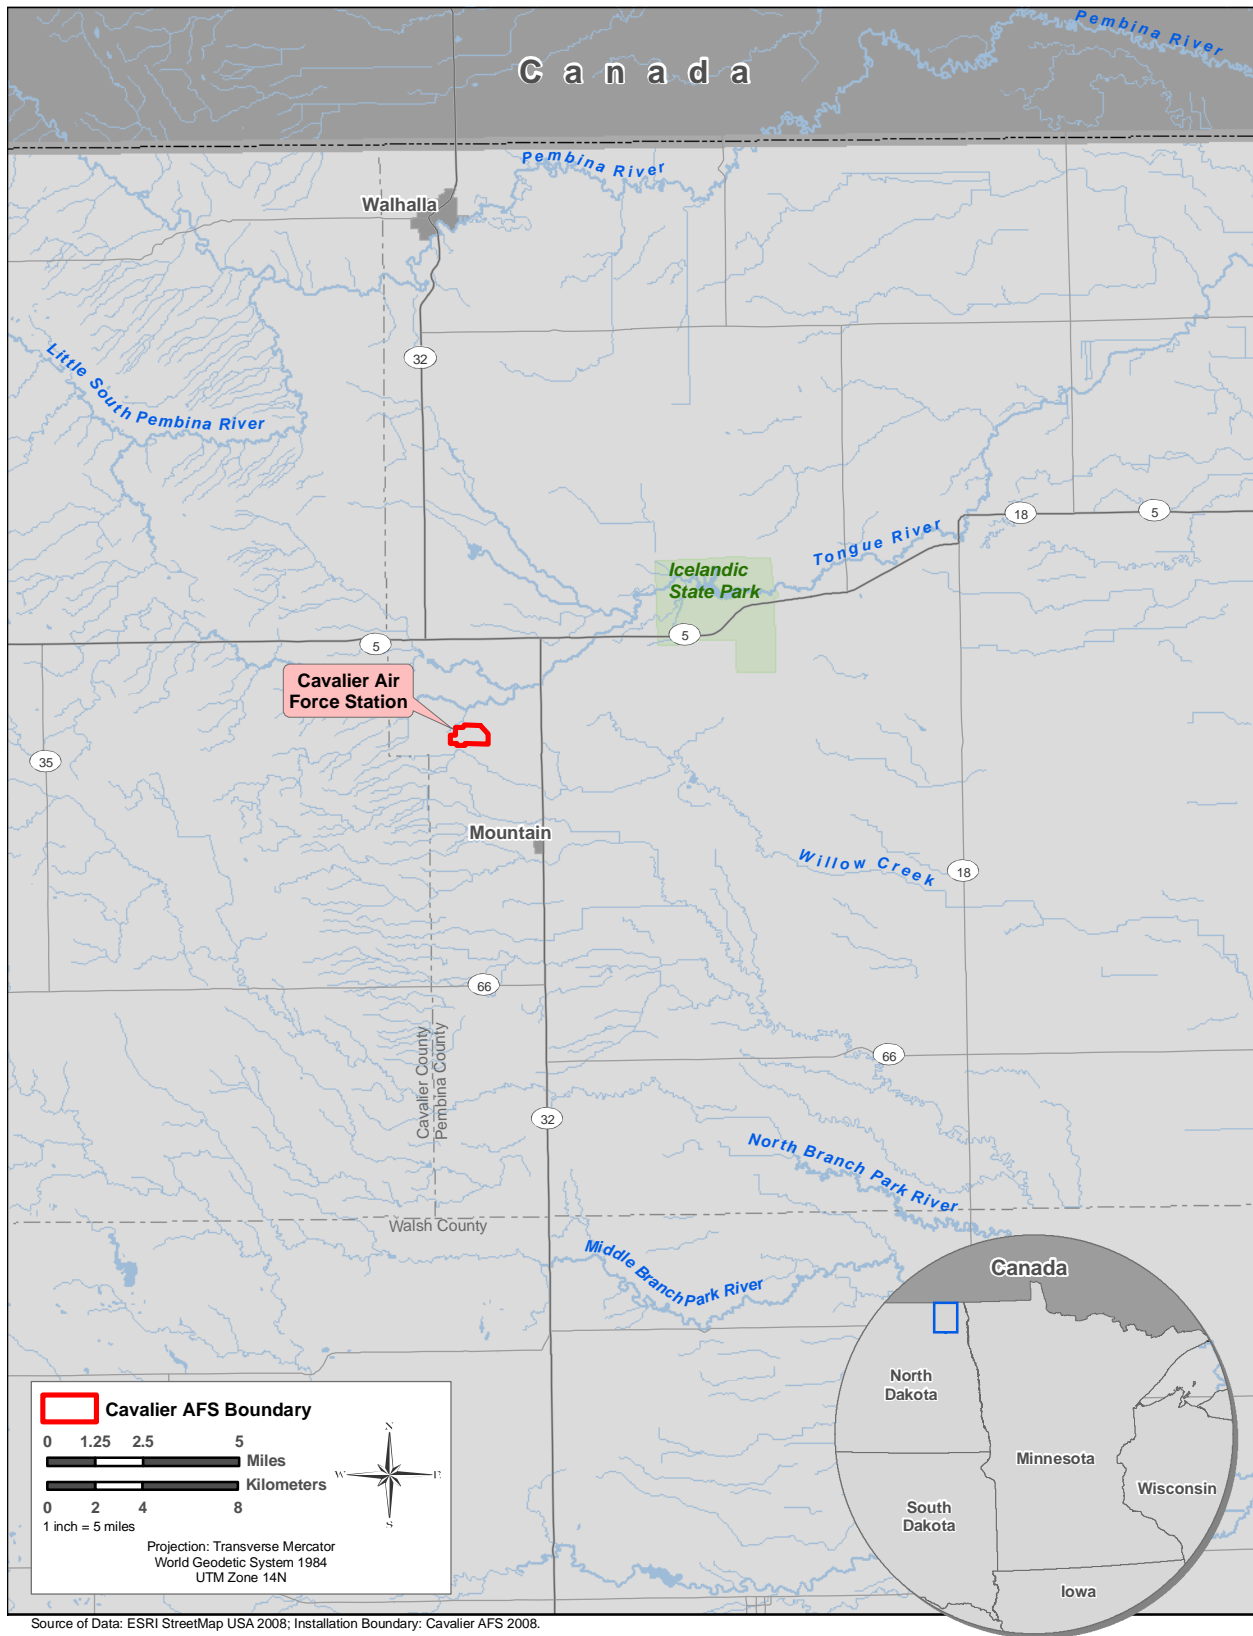 Pembina River
Canada
Pembina River
Walhalla
32
Little South Pembina River
18
5
Tongue River
Icelandic
State Park
5
5
Cavalier Air
Force Station
35
Mountain
Willow Creek
18
66
Cavalier County
Pembina County
66
32
North Branch Park River
Walsh County
Middle Branch Park River
Canada
North
Dakota
Minnesota
Wisconsin
South
Dakota
Iowa
Cavalier AFS Boundary
0 1.25 2.5 5
Miles
Kilometers
0 2 4 8
1 inch = 5 miles
N
W E
S
Projection: Transverse Mercator
World Geodetic System 1984
UTM Zone 14N
Source of Data: ESRI StreetMap USA 2008; Installation Boundary: Cavalier AFS 2008.